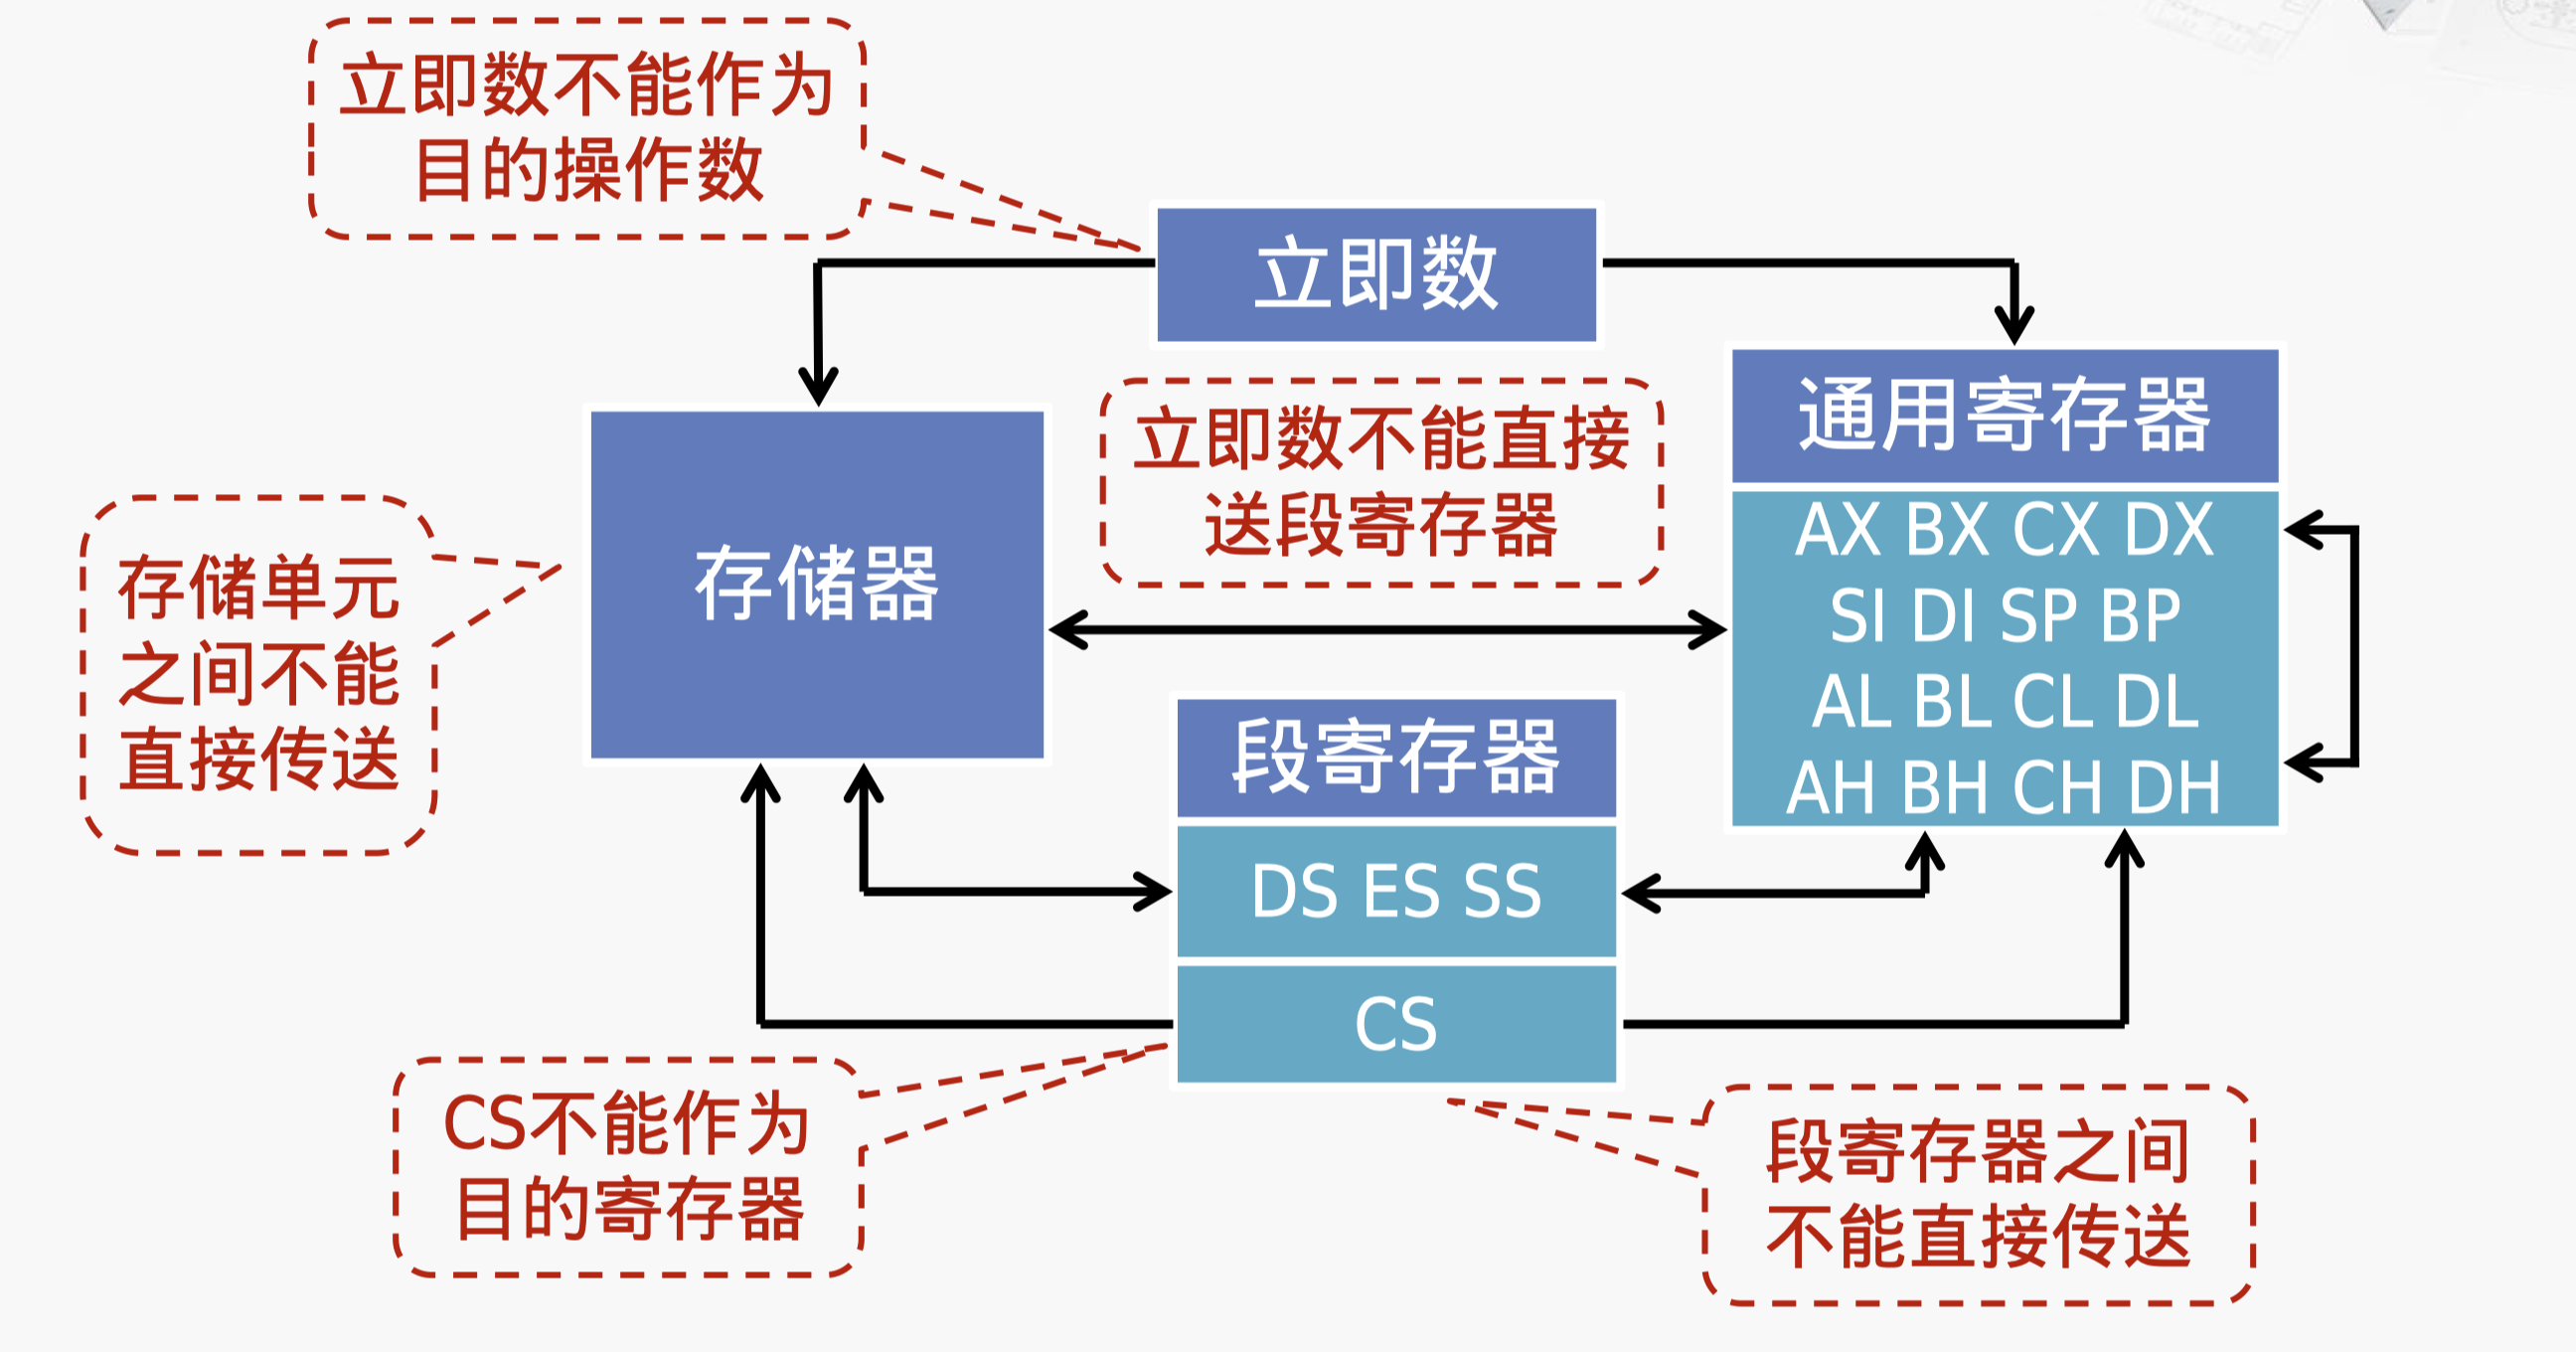 立即数不能作为
目的操作数
立即数
通用寄存器
AX BX CX DX
SI DI SP BP
AL BL CL DL
AH BH CH DH
立即数不能直接
送段寄存器
存储器
存储单元
之间不能
直接传送
段寄存器
DS ES SS
CS
CS不能作为
目的寄存器
段寄存器之间
不能直接传送